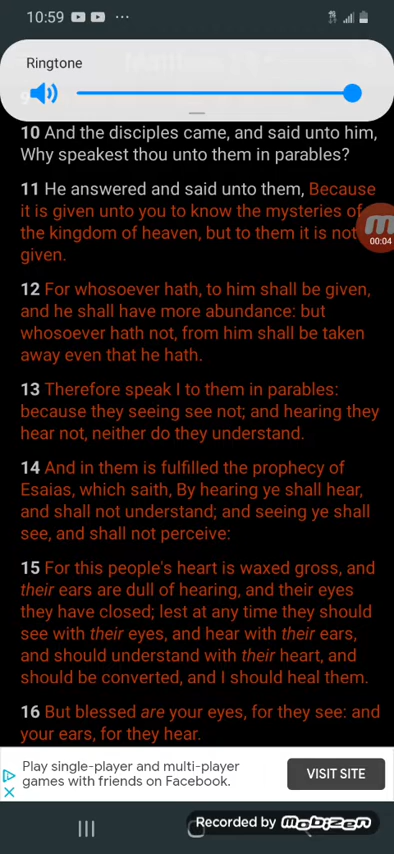 10:59
Ringtone
10 And the disciples came, and said unto him,
Why speakest thou unto them in parables?
11 He answered and said unto them, Because
it is given unto you to know the mysteries of
the kingdom of heaven, but to them it is not
given.
00:04
12 For whosoever hath, to him shall be given,
and he shall have more abundance: but
whosoever hath not, from him shall be taken
away even that he hath.
13 Therefore speak I to them in parables:
because they seeing see not; and hearing they
hear not, neither do they understand.
14 And in them is fulfilled the prophecy of
Esaias, which saith, By hearing ye shall hear,
and shall not understand; and seeing ye shall
see, and shall not perceive:
15 For this people's heart is waxed gross, and
their ears are dull of hearing, and their eyes
they have closed; lest at any time they should
see with their eyes, and hear with their ears,
and should understand with their heart, and
should be converted, and I should heal them.
16 But blessed are your eyes, for they see: and
your ears, for they hear.
Play single-player and multi-player
games with friends on Facebook.
VISIT SITE
Recorded by mobizen